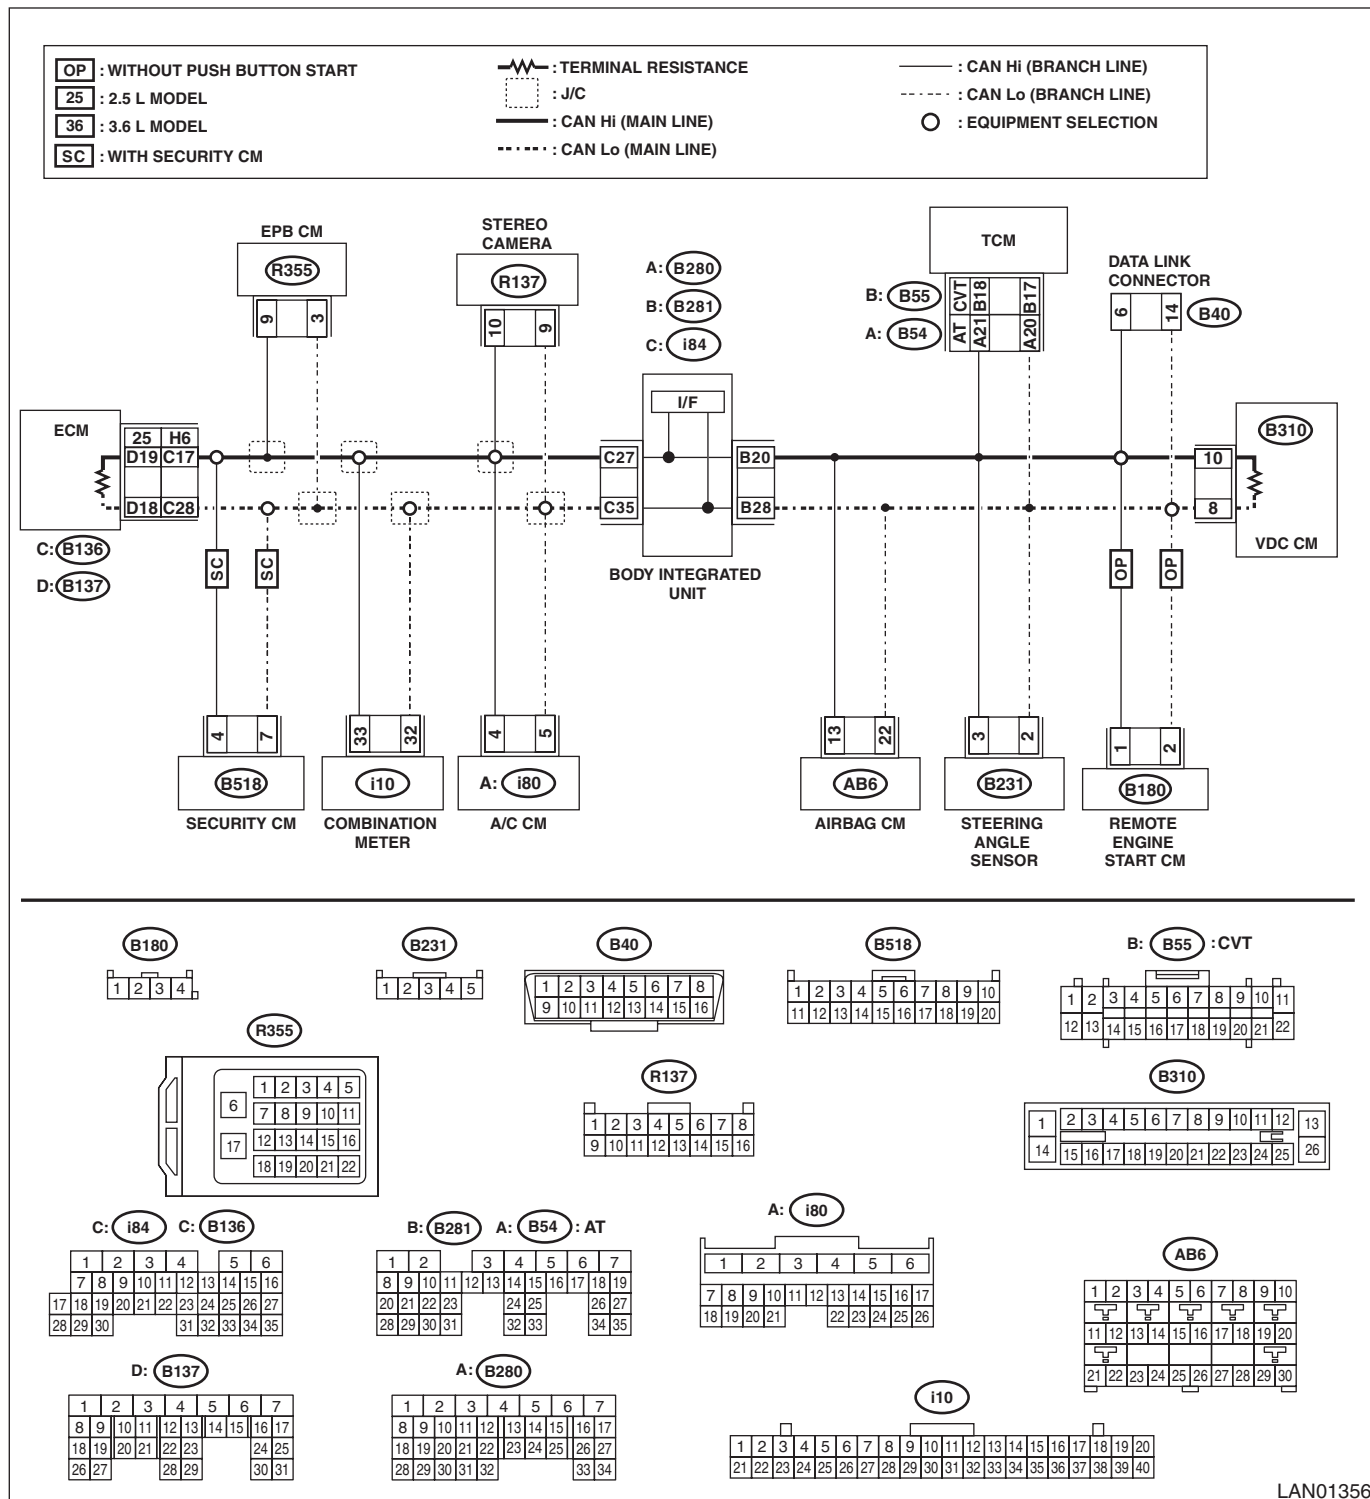 OP : WITHOUT PUSH BUTTON START
25 : 2.5 L MODEL
36 : 3.6 L MODEL
SC : WITH SECURITY CM
: TERMINAL RESISTANCE
: J/C
: CAN Hi (MAIN LINE)
: CAN Lo (MAIN LINE)
: CAN Hi (BRANCH LINE)
: CAN Lo (BRANCH LINE)
: EQUIPMENT SELECTION
EPB CM
R355
9 3
STEREO
CAMERA
R137
10 9
A: B280
B: B281
C: i84
TCM
B: B55
A: B54
CVT B18 B17
AT A21 A20
DATA LINK
CONNECTOR
6 14
B40
ECM
25 H6
D19 C17
D18 C28
C: B136
D: B137
I/F
C27
C35
B20
B28
BODY INTEGRATED
UNIT
10
8
B310
VDC CM
SC SC
OP OP
4 7
B518
SECURITY CM
33 32
i10
COMBINATION
METER
4 5
A: i80
A/C CM
13 22
AB6
AIRBAG CM
3 2
B231
STEERING
ANGLE
SENSOR
1 2
B180
REMOTE
ENGINE
START CM
B180
1 2 3 4
B231
1 2 3 4 5
B40
1 2 3 4 5 6 7 8
9 10 11 12 13 14 15 16
B518
1 2 3 4 5 6 7 8 9 10
11 12 13 14 15 16 17 18 19 20
B: B55 : CVT
1 2 3 4 5 6 7 8 9 10 11
12 13 14 15 16 17 18 19 20 21 22
R355
1 2 3 4 5
6
7 8 9 10 11
12 13 14 15 16
17
18 19 20 21 22
R137
1 2 3 4 5 6 7 8
9 10 11 12 13 14 15 16
B310
1 2 3 4 5 6 7 8 9 10 11 12 13
14 15 16 17 18 19 20 21 22 23 24 25 26
C: i84 C: B136
1 2 3 4 5 6
7 8 9 10 11 12 13 14 15 16
17 18 19 20 21 22 23 24 25 26 27
28 29 30 31 32 33 34 35
B: B281 A: B54 : AT
1 2 3 4 5 6 7
8 9 10 11 12 13 14 15 16 17 18 19
20 21 22 23 24 25 26 27
28 29 30 31 32 33 34 35
A: i80
1 2 3 4 5 6
7 8 9 10 11 12 13 14 15 16 17
18 19 20 21 22 23 24 25 26
AB6
1 2 3 4 5 6 7 8 9 10
11 12 13 14 15 16 17 18 19 20
21 22 23 24 25 26 27 28 29 30
D: B137
1 2 3 4 5 6 7
8 9 10 11 12 13 14 15 16 17
18 19 20 21 22 23 24 25
26 27 28 29 30 31
A: B280
1 2 3 4 5 6 7
8 9 10 11 12 13 14 15 16 17
18 19 20 21 22 23 24 25 26 27
28 29 30 31 32 33 34
i10
1 2 3 4 5 6 7 8 9 10 11 12 13 14 15 16 17 18 19 20
21 22 23 24 25 26 27 28 29 30 31 32 33 34 35 36 37 38 39 40
LAN01356